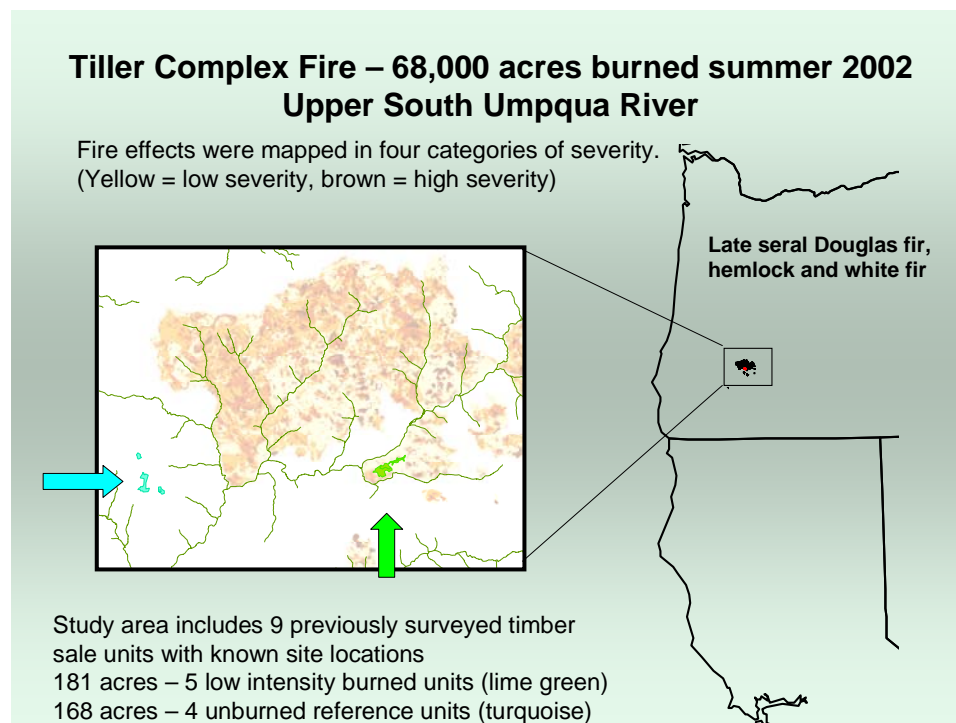 Tiller Complex Fire – 68,000 acres burned summer 2002
Upper South Umpqua River
Fire effects were mapped in four categories of severity.
(Yellow = low severity, brown = high severity)
Late seral Douglas fir,
hemlock and white fir
Study area includes 9 previously surveyed timber
sale units with known site locations
181 acres – 5 low intensity burned units (lime green)
168 acres – 4 unburned reference units (turquoise)